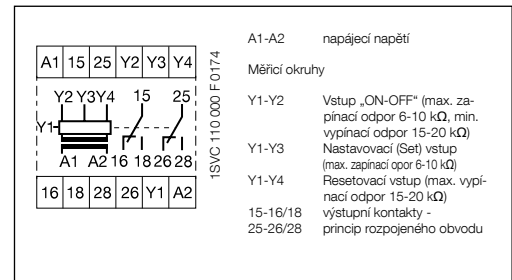 A1 15 25 Y2 Y3 Y4
Y2 Y3 Y4 15 25
Y1
A1 A2 16 18 26 28
16 18 28 26 Y1 A2
1SVC 110 000 F 0174
A1-A2 napájecí napětí
Měřicí okruhy
Y1-Y2 Vstup „ON-OFF“ (max. za-
pínací odpor 6-10 kΩ, min.
vypínací odpor 15-20 kΩ)
Y1-Y3 Nastavovací (Set) vstup
(max. zapínací opor 6-10 kΩ)
Y1-Y4 Resetovací vstup (max. vypí-
nací odpor 15-20 kΩ)
15-16/18 výstupní kontakty -
25-26/28 princip rozpojeného obvodu